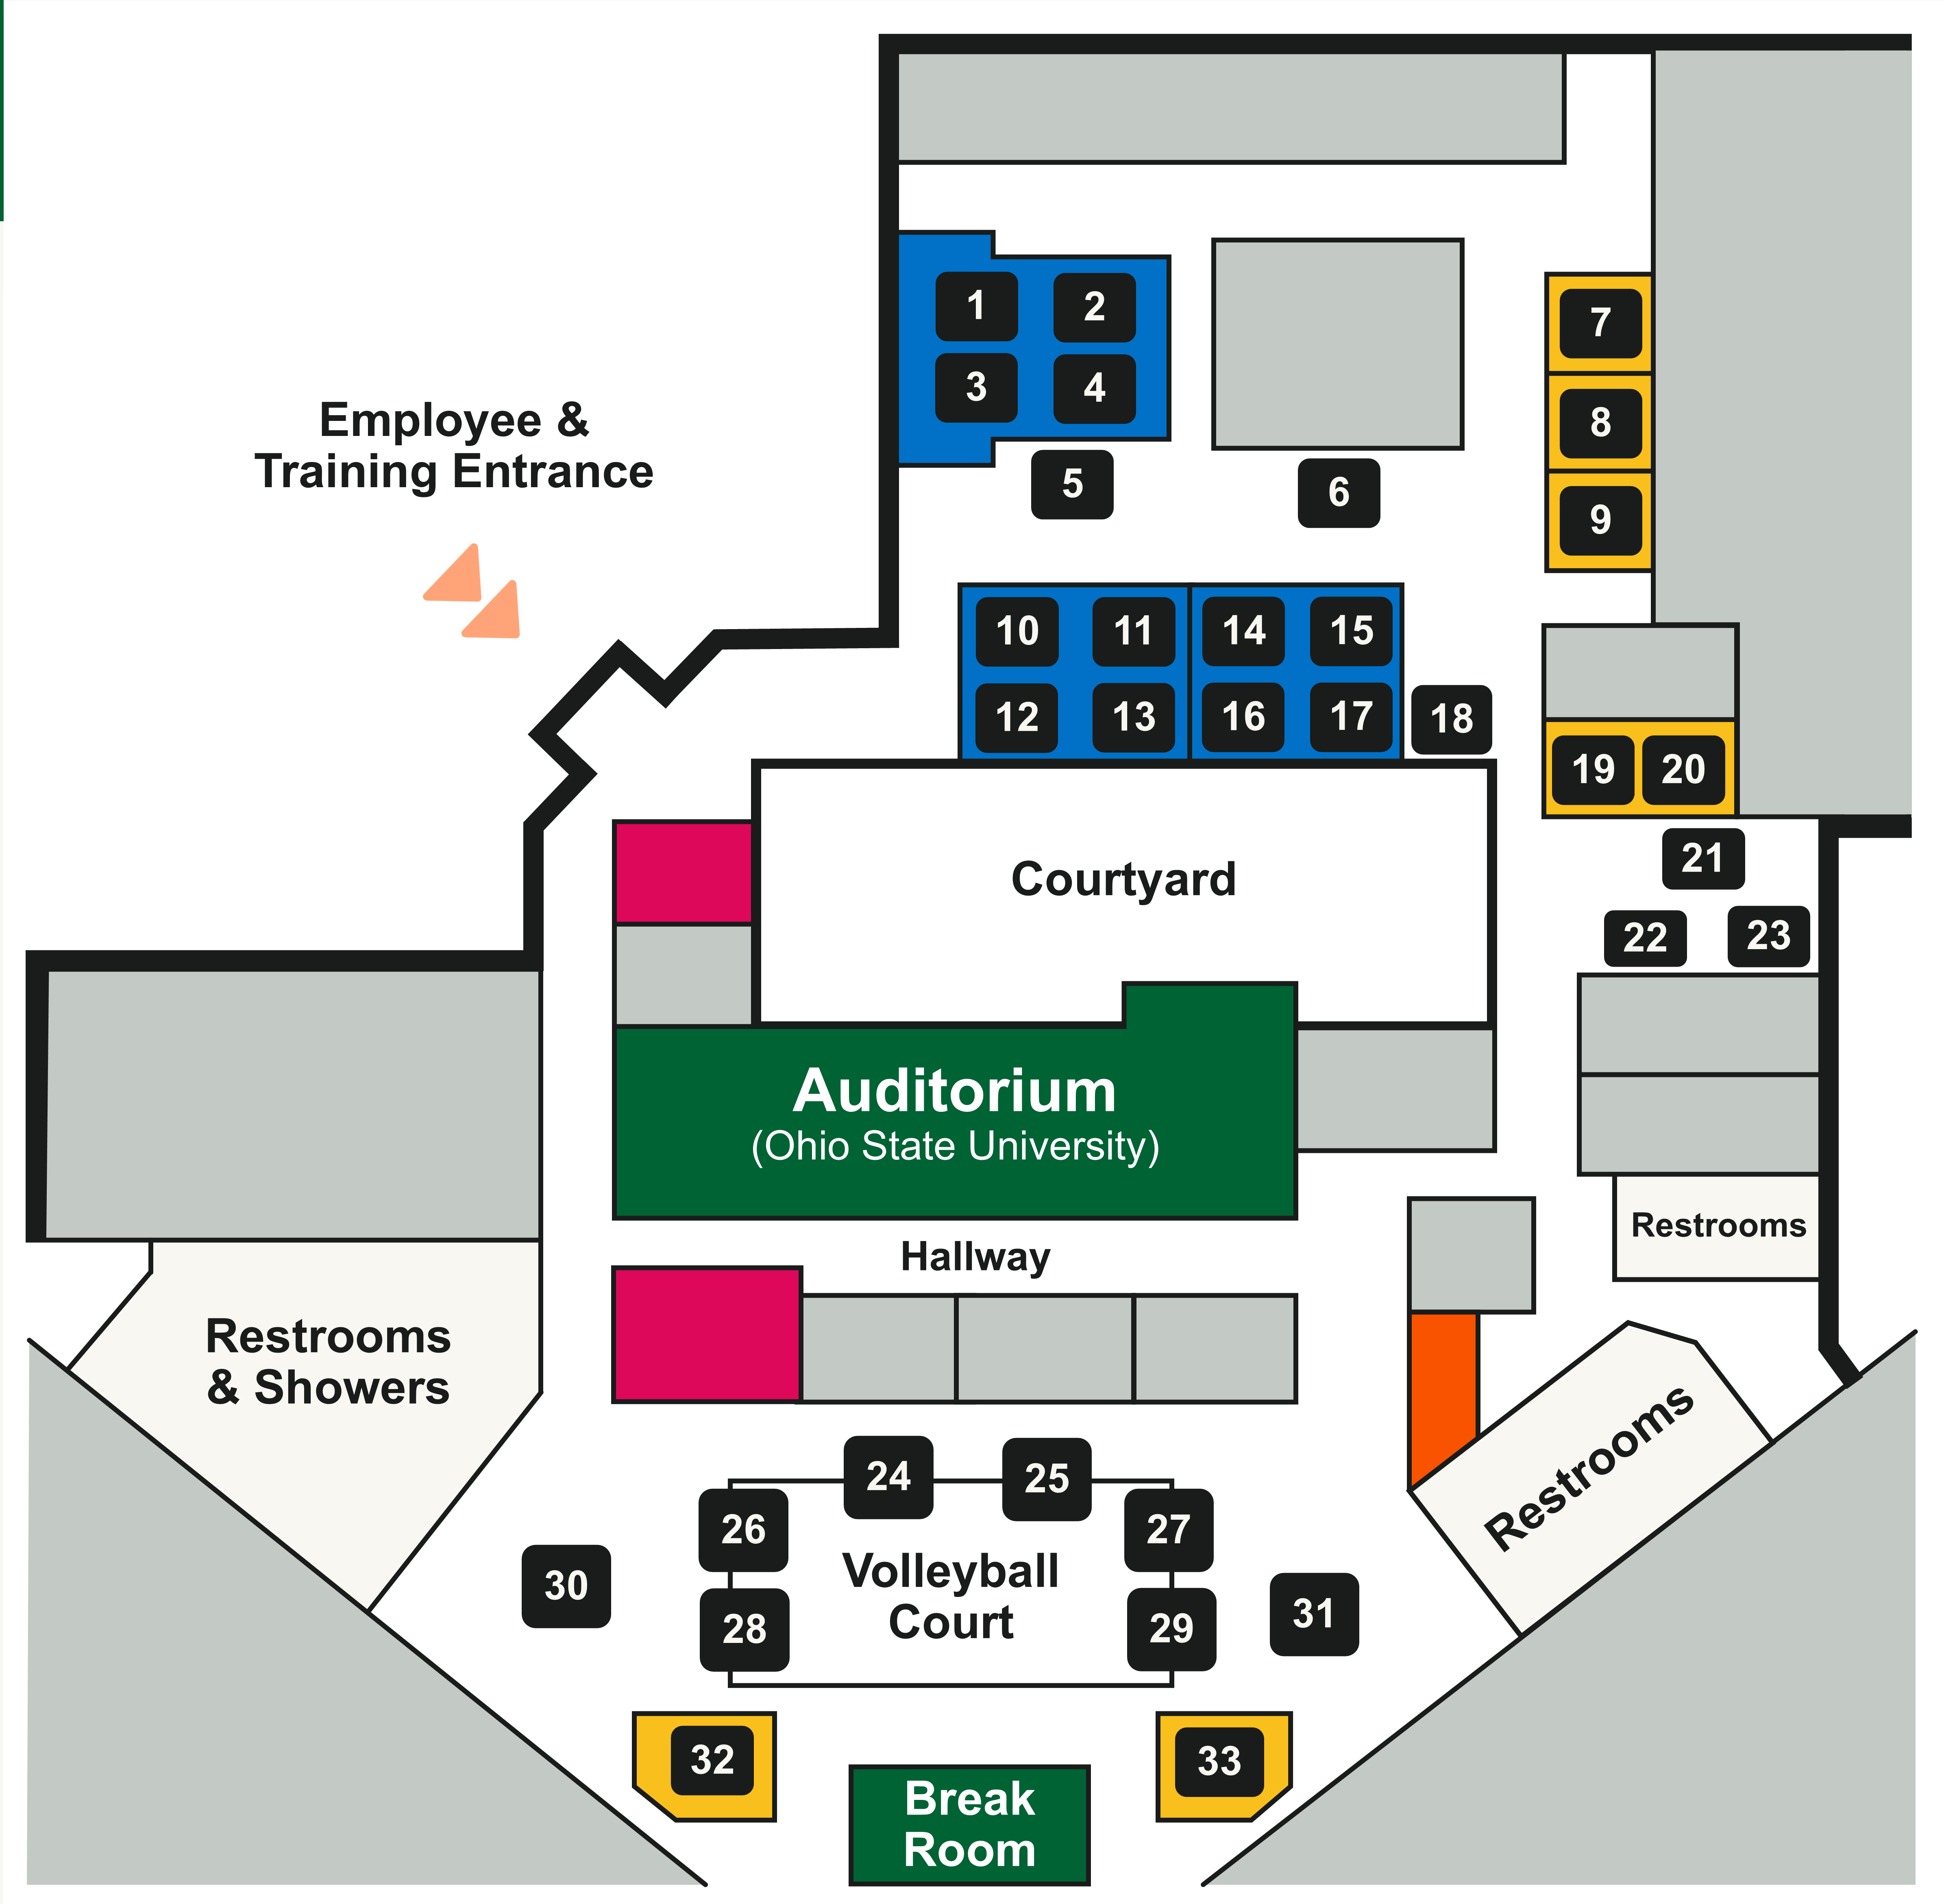 1
2
3
4
Employee &
Training Entrance
5
6
7
8
9
10
11
14
15
12
13
16
17
18
19
20
21
22
23
Courtyard
Auditorium
(Ohio State University)
Restrooms
Hallway
Restrooms
& Showers
Restrooms
24
25
26
27
Volleyball
Court
28
29
30
31
32
33
Break
Room